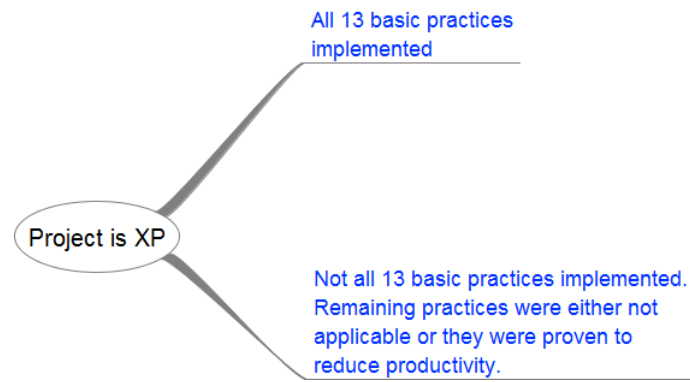 All 13 basic practices
implemented
Project is XP
Not all 13 basic practices implemented.
Remaining practices were either not
applicable or they were proven to
reduce productivity.